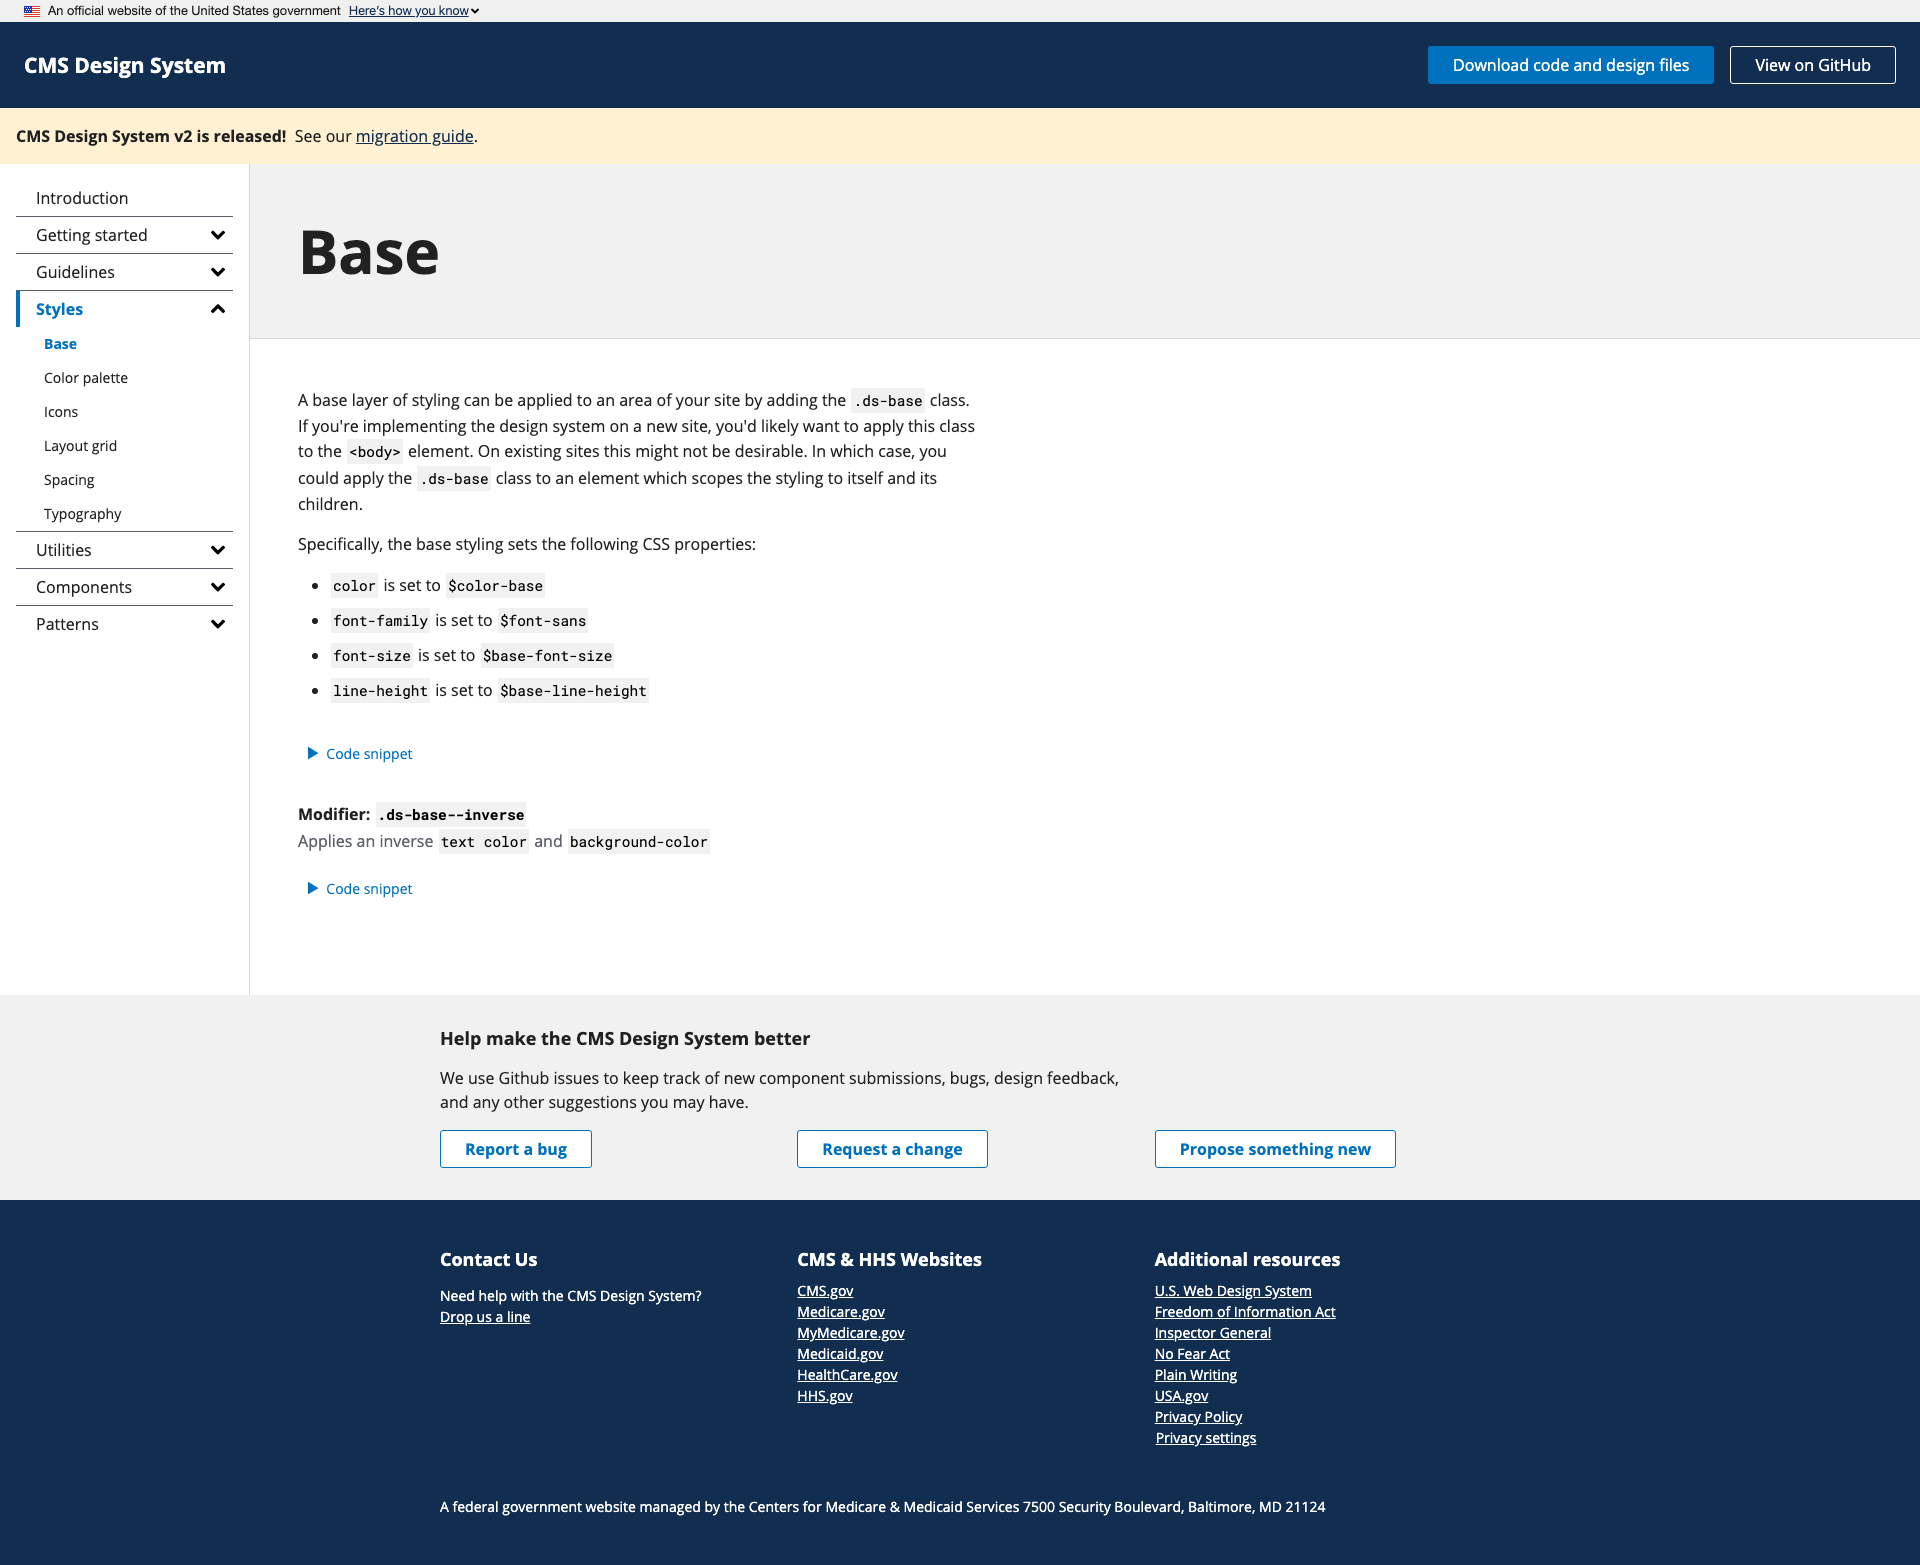 An official website of the United States government Here's how you know
CMS Design System
Download code and design files
View on GitHub
CMS Design System v2 is released! See our migration guide.
Introduction
Getting started
Guidelines
Styles
Base
Color palette
Icons
Layout grid
Spacing
Typography
Utilities
Components
Patterns
Base
A base layer of styling can be applied to an area of your site by adding the .ds-base class.
If you're implementing the design system on a new site, you'd likely want to apply this class
to the <body> element. On existing sites this might not be desirable. In which case, you
could apply the .ds-base class to an element which scopes the styling to itself and its
children.
Specifically, the base styling sets the following CSS properties:
• color is set to $color-base
• font-family is set to $font-sans
• font-size is set to $base-font-size
• line-height is set to $base-line-height
Code snippet
Modifier: .ds-base--inverse
Applies an inverse text color and background-color
Code snippet
Help make the CMS Design System better
We use Github issues to keep track of new component submissions, bugs, design feedback,
and any other suggestions you may have.
Report a bug
Request a change
Propose something new
Contact Us
Need help with the CMS Design System?
Drop us a line
CMS & HHS Websites
CMS.gov
Medicare.gov
MyMedicare.gov
Medicaid.gov
HealthCare.gov
HHS.gov
Additional resources
U.S. Web Design System
Freedom of Information Act
Inspector General
No Fear Act
Plain Writing
USA.gov
Privacy Policy
Privacy settings
A federal government website managed by the Centers for Medicare & Medicaid Services 7500 Security Boulevard, Baltimore, MD 21124